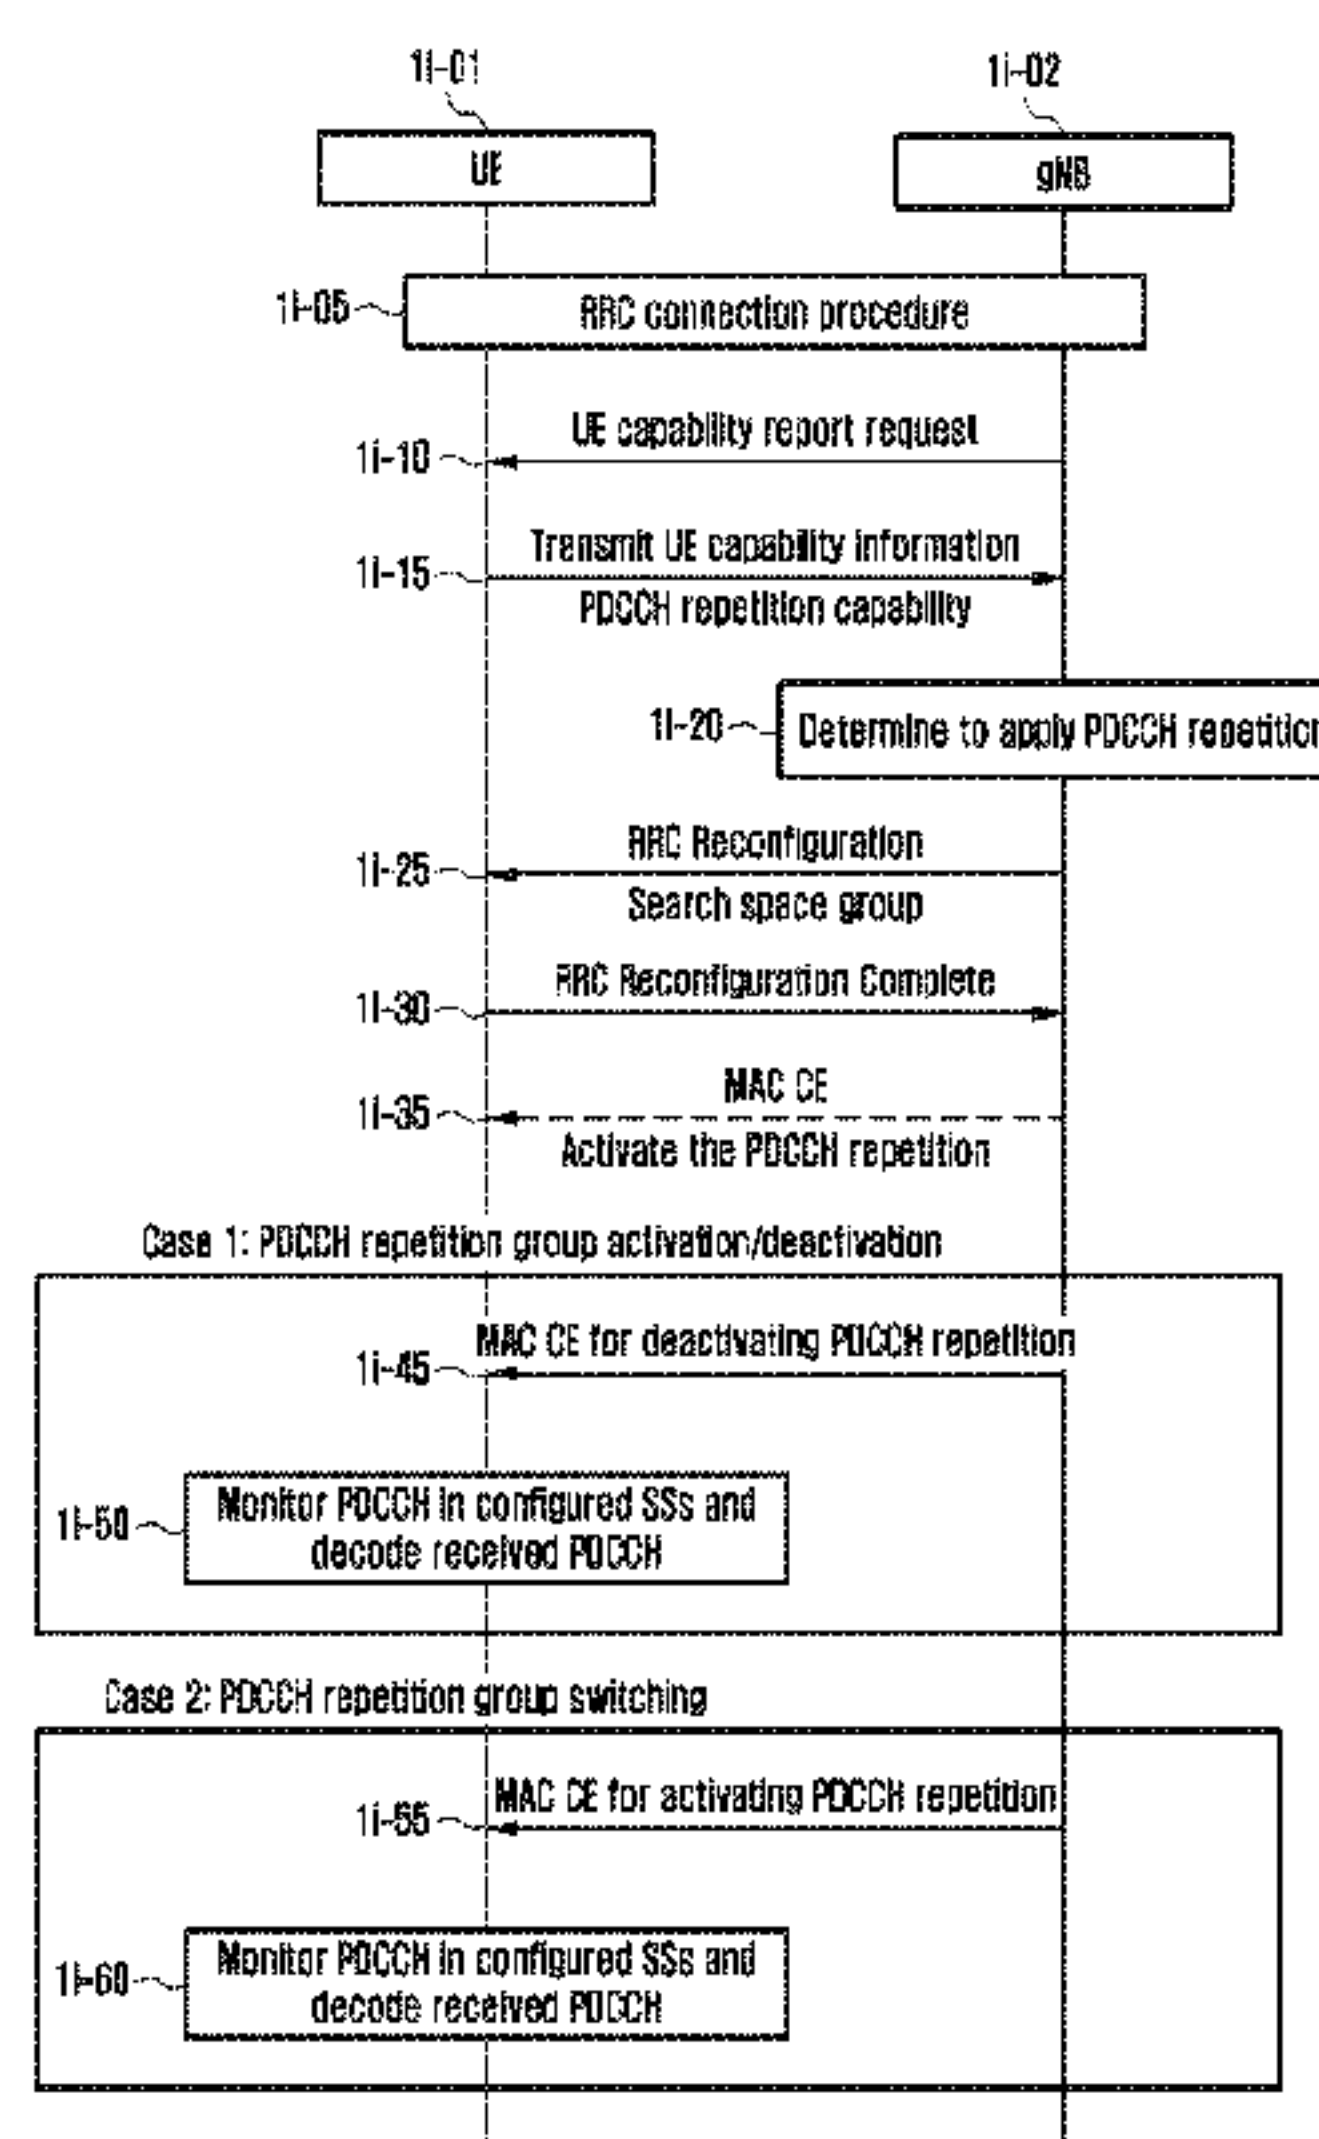 1i-01
1i-02
UE
gNB
1i-05
RRC connection procedure
UE capability report request
1i-10
Transmit UE capability information
1i-15
PDCCH repetition capability
1i-20
Determine to apply PDCCH repetition
RRC Reconfiguration
1i-25
Search space group
RRC Reconfiguration Complete
1i-30
MAC CE
1i-35
Activate the PDCCH repetition
Case 1: PDCCH repetition group activation/deactivation
MAC CE for deactivating PDCCH repetition
1i-45
Monitor PDCCH in configured SSs and
1i-50
decode received PDCCH
Case 2: PDCCH repetition group switching
MAC CE for activating PDCCH repetition
1i-55
Monitor PDCCH in configured SSs and
1i-60
decode received PDCCH